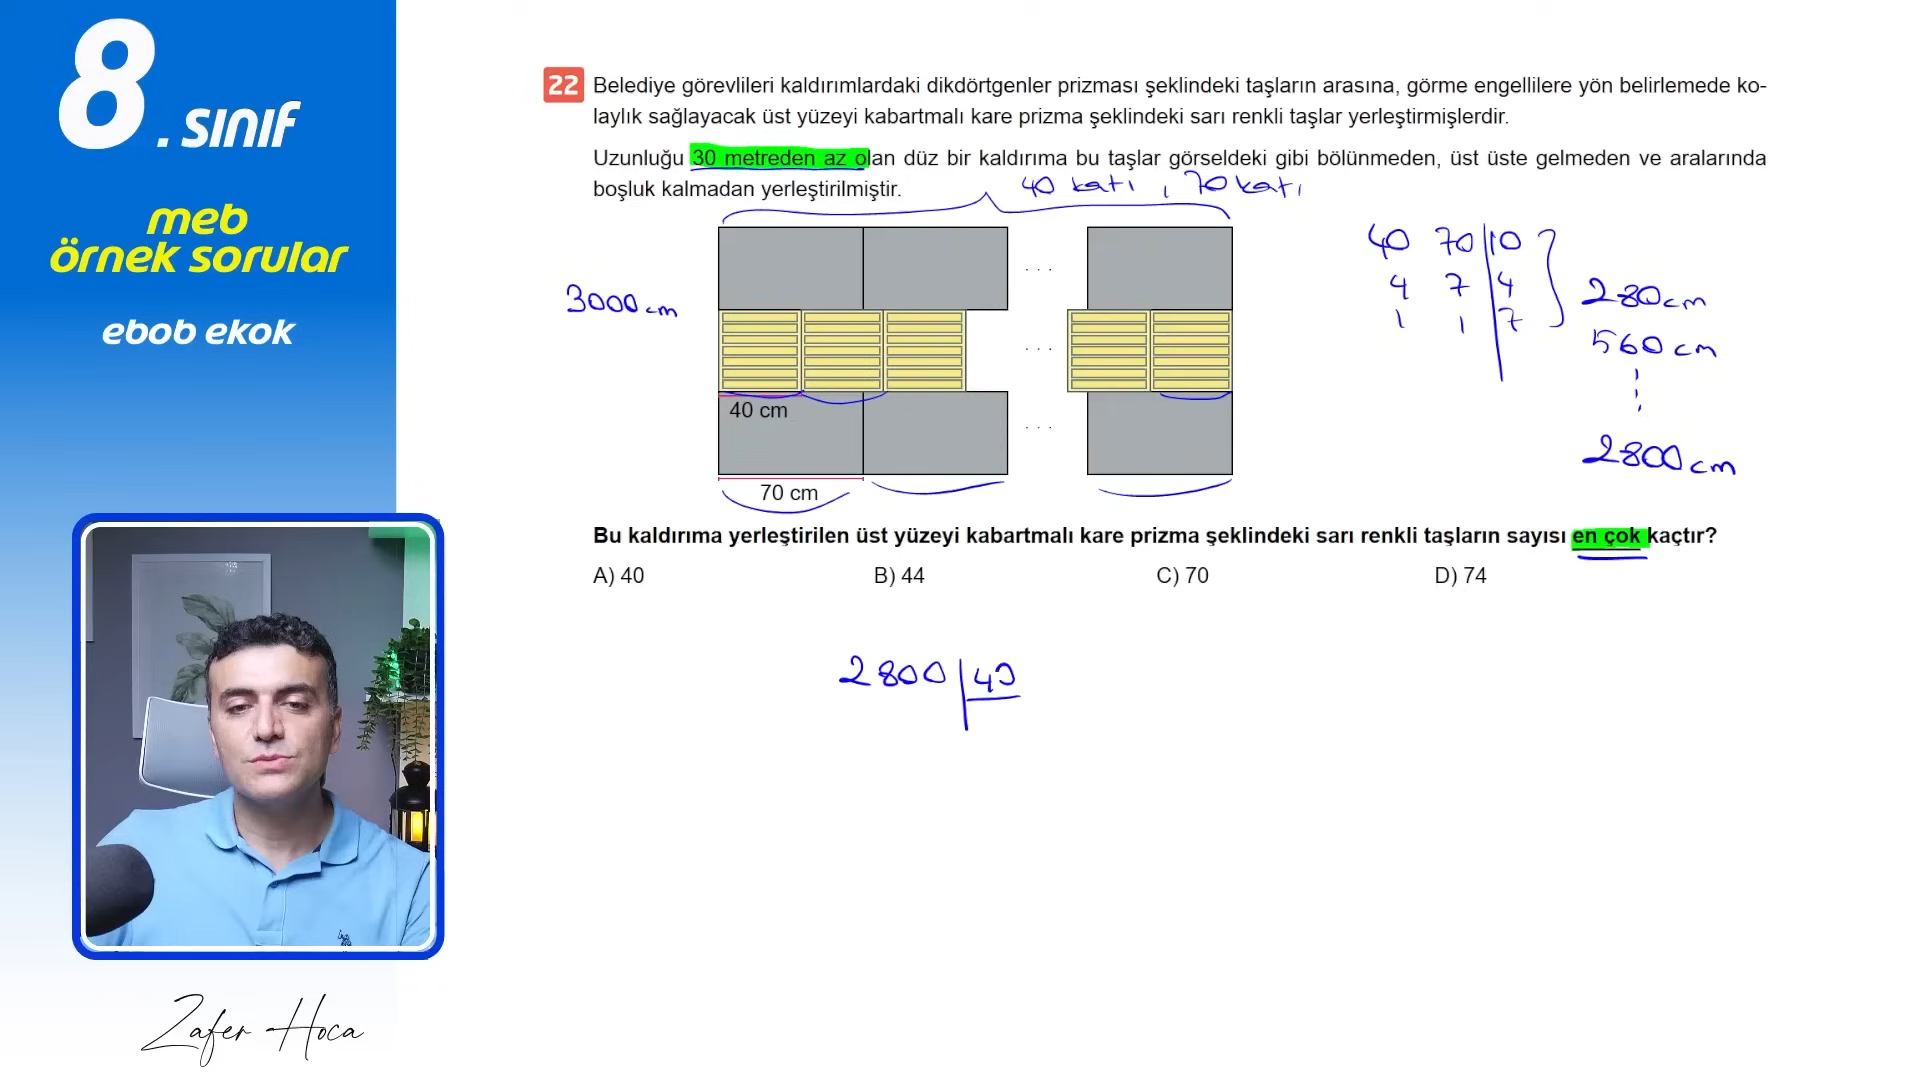 8. SINIF
meb
örnek sorular
ebob ekok
Zafer Hoca
22 Belediye görevlileri kaldırımlardaki dikdörtgenler prizması şeklindeki taşların arasına, görme engellilere yön belirlemede ko-
laylık sağlayacak üst yüzeyi kabartmalı kare prizma şeklindeki sarı renkli taşlar yerleştirmişlerdir.
Uzunluğu 30 metreden az olan düz bir kaldırıma bu taşlar görseldeki gibi bölünmeden, üst üste gelmeden ve aralarında
boşluk kalmadan yerleştirilmiştir.
40 katı , 70 katı
3000 cm
. . .
. . .
40 cm
. . .
70 cm
40 70 | 10
4 7 | 4
1 1 | 7
280 cm
560 cm
2800 cm
Bu kaldırıma yerleştirilen üst yüzeyi kabartmalı kare prizma şeklindeki sarı renkli taşların sayısı en çok kaçtır?
A) 40 B) 44 C) 70 D) 74
2800 | 40